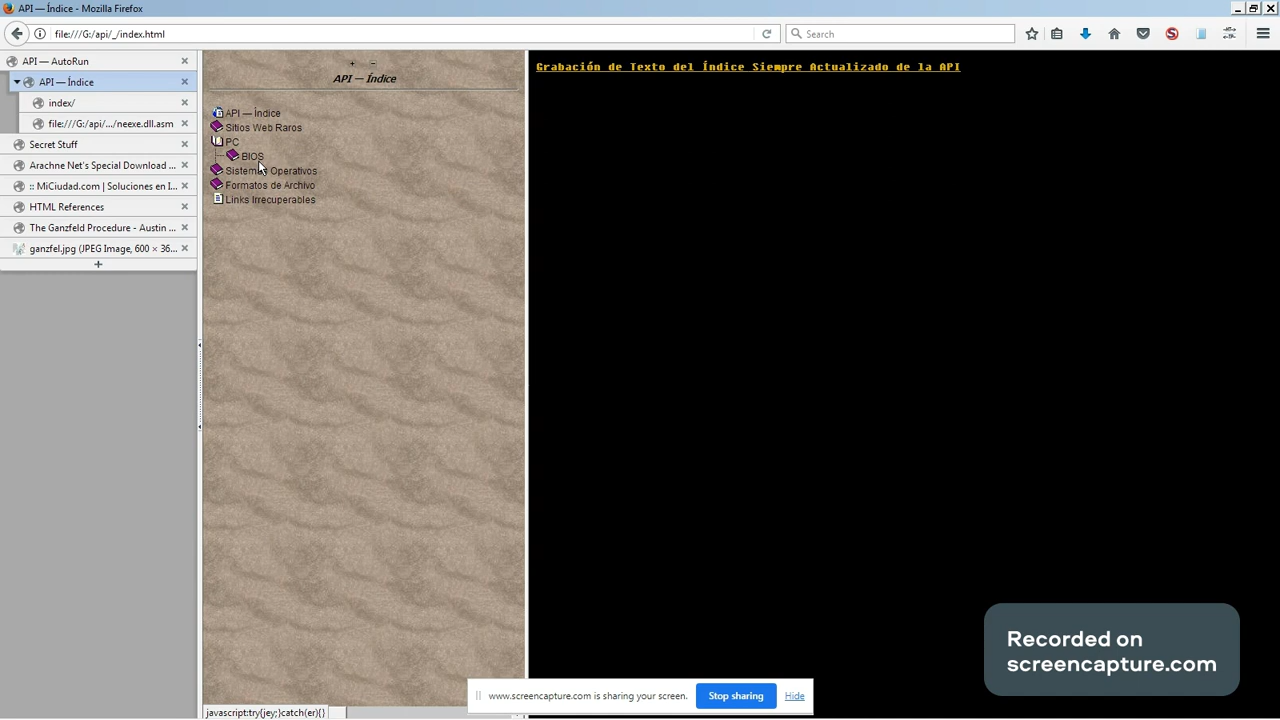 API — Índice - Mozilla Firefox
file:///G:/api/_/index.html
Search
API — AutoRun
API — Índice
index/
file:///G:/api/.../neexe.dll.asm
Secret Stuff
Arachne Net's Special Download ...
:: MiCiudad.com | Soluciones en I...
HTML References
The Ganzfeld Procedure - Austin ...
ganzfel.jpg (JPEG Image, 600 × 36...
+
API — Índice
API — Índice
Sitios Web Raros
PC
BIOS
Sistemas Operativos
Formatos de Archivo
Links Irrecuperables
Grabación de Texto del Índice Siempre Actualizado de la API
Recorded on
screencapture.com
www.screencapture.com is sharing your screen.
Stop sharing
Hide
javascript:try{jey;}catch(er){}